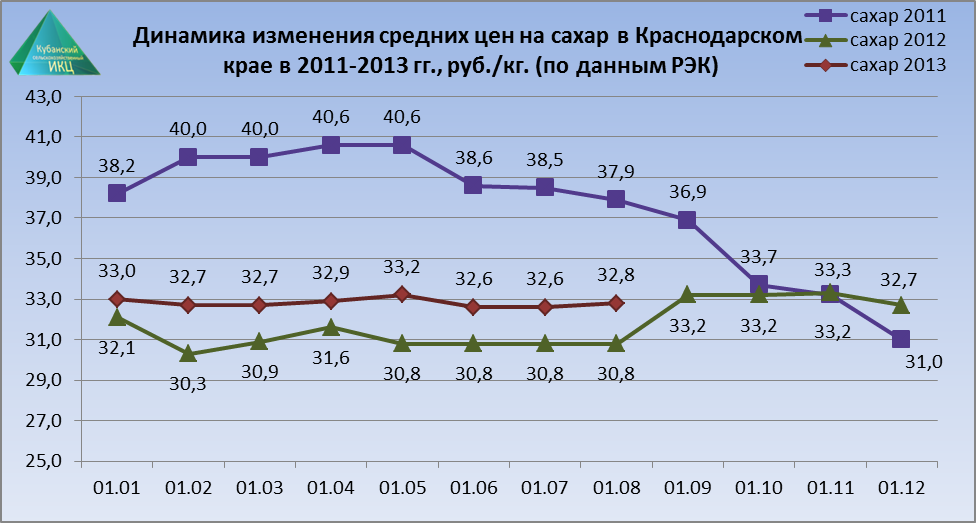 Кубанский
сельскохозяйственный
ИКЦ
Динамика изменения средних цен на сахар в Краснодарском
крае в 2011-2013 гг., руб./кг. (по данным РЭК)
сахар 2011
сахар 2012
сахар 2013
43,0
41,0
39,0
37,0
35,0
33,0
31,0
29,0
27,0
25,0
38,2 40,0 40,0 40,6 40,6 38,6 38,5 37,9 36,9 33,7 33,2 31,0
33,0 32,7 32,7 32,9 33,2 32,6 32,6 32,8
32,1 30,3 30,9 31,6 30,8 30,8 30,8 30,8 33,2 33,2 33,3 32,7
01.01 01.02 01.03 01.04 01.05 01.06 01.07 01.08 01.09 01.10 01.11 01.12